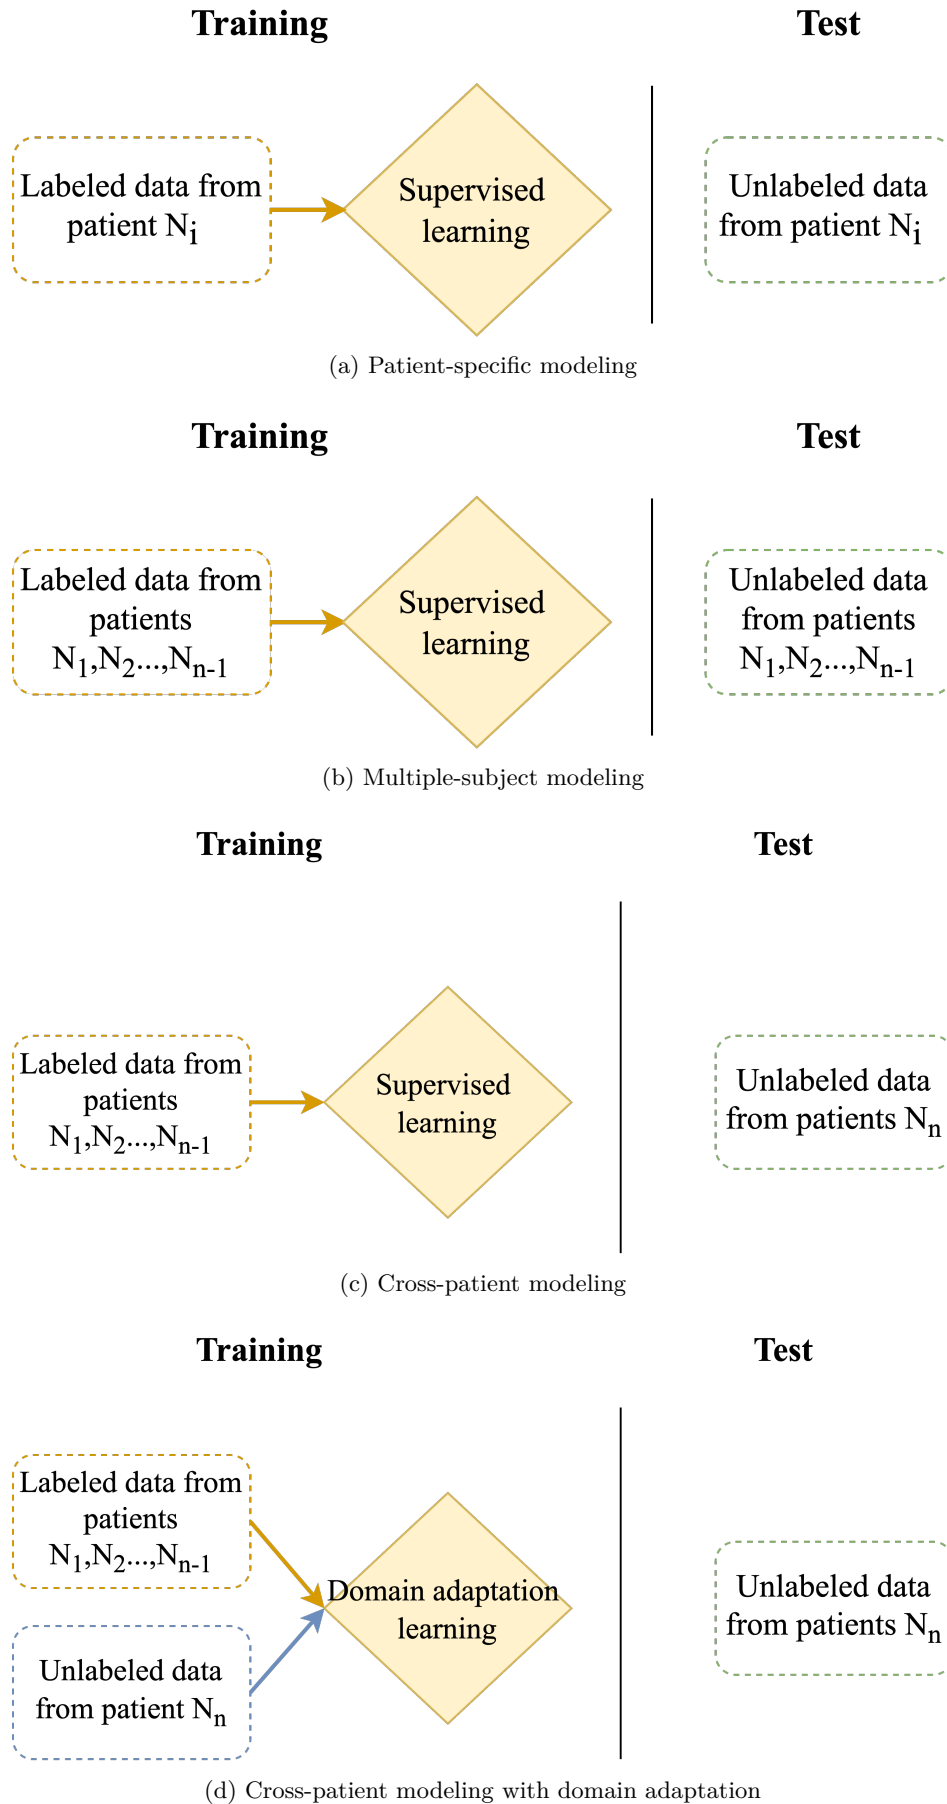 Training
Test
Labeled data from
patient Nᵢ
Supervised
learning
Unlabeled data
from patient Nᵢ
(a) Patient-specific modeling
Training
Test
Labeled data from
patients
N₁,N₂...,Nₙ₋₁
Supervised
learning
Unlabeled data
from patients
N₁,N₂...,Nₙ₋₁
(b) Multiple-subject modeling
Training
Test
Labeled data from
patients
N₁,N₂...,Nₙ₋₁
Supervised
learning
Unlabeled data
from patients Nₙ
(c) Cross-patient modeling
Training
Test
Labeled data from
patients
N₁,N₂...,Nₙ₋₁
Unlabeled data
from patient Nₙ
Domain adaptation
learning
Unlabeled data
from patients Nₙ
(d) Cross-patient modeling with domain adaptation